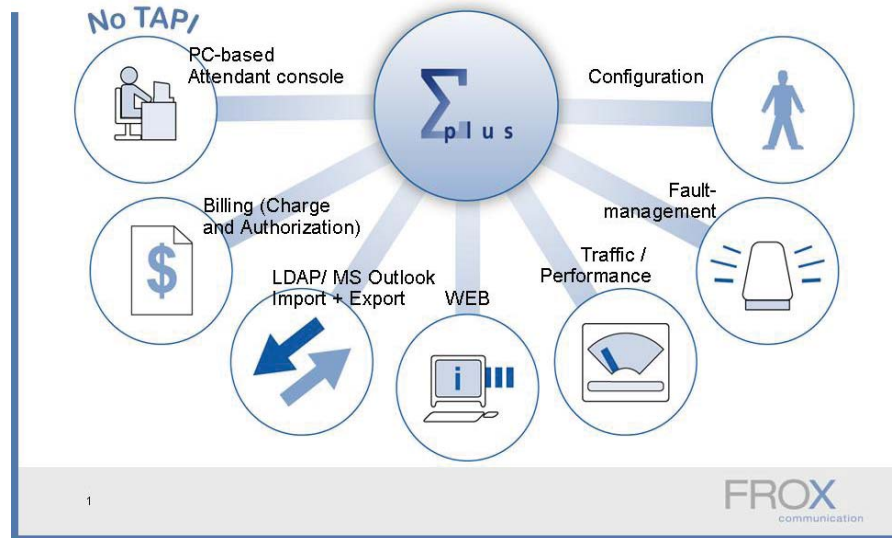 No TAPI
PC-based
Attendant console
Σ
plus
Configuration
Billing (Charge
and Authorization)
$
Fault-
management
LDAP/ MS Outlook
Import + Export
WEB
i
Traffic /
Performance
1
FROX
communication